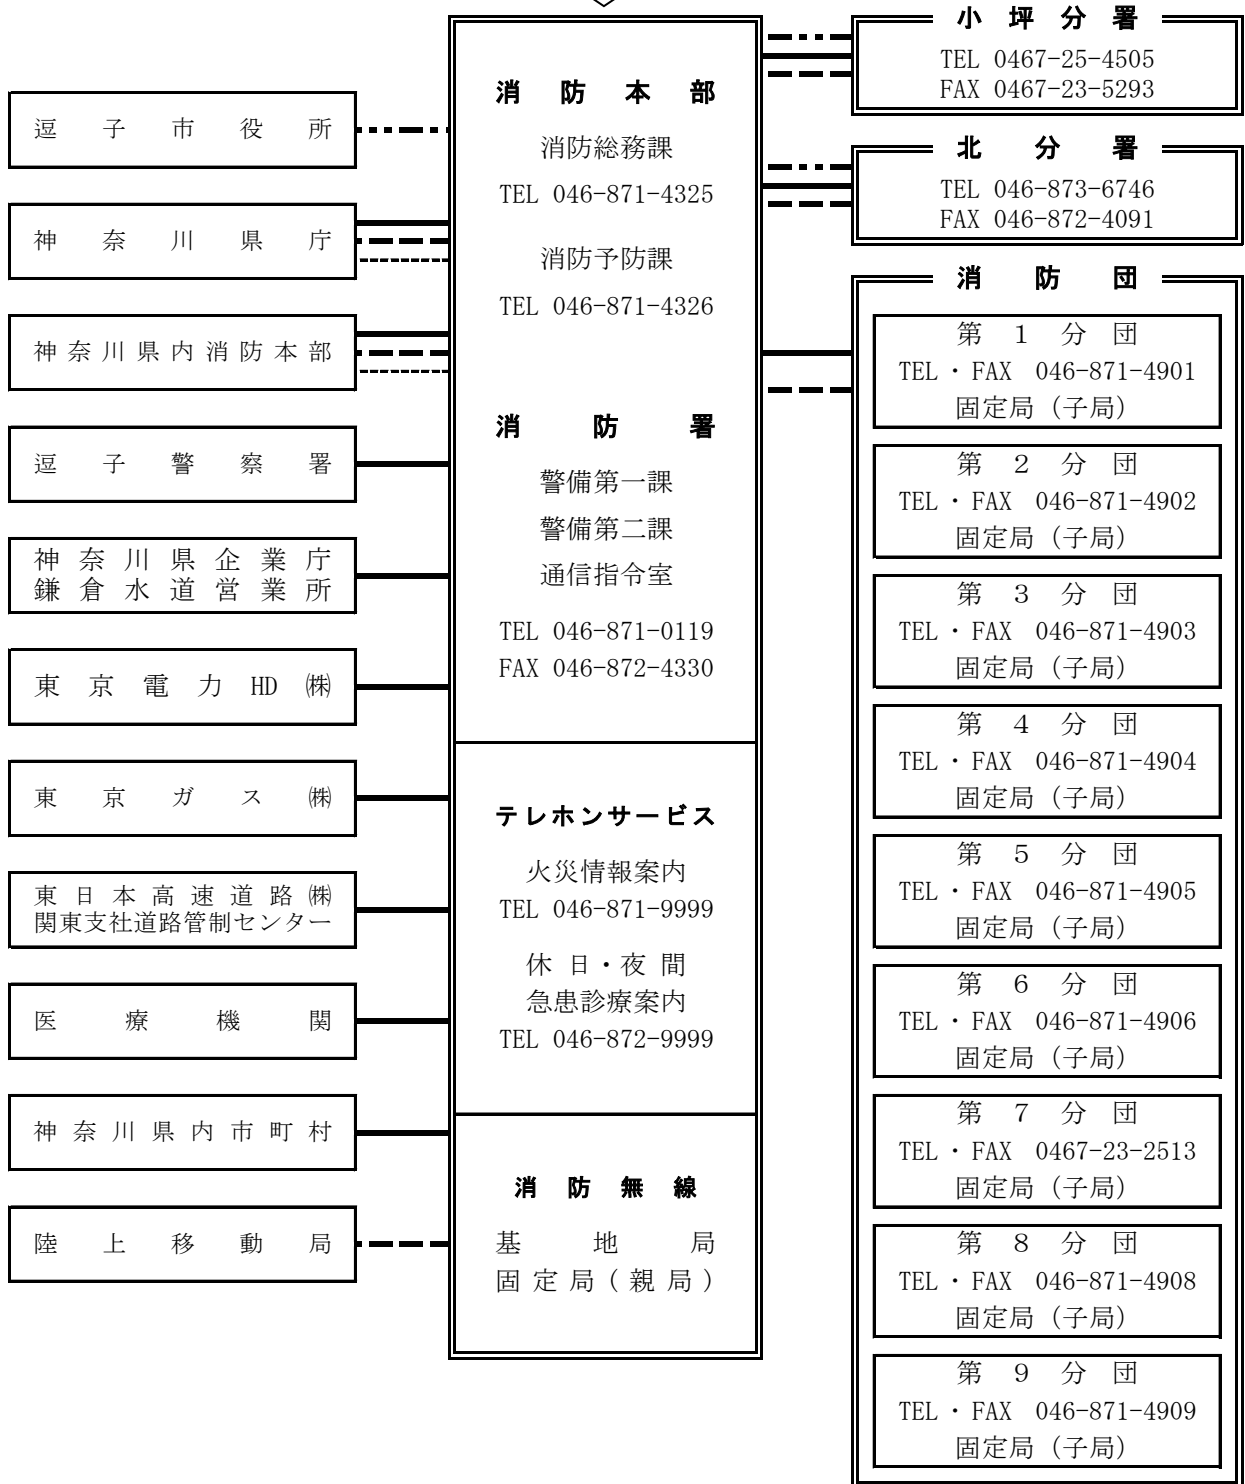 逗子市役所
神奈川県庁
神奈川県内消防本部
逗子警察署
神奈川県企業庁
鎌倉水道営業所
東京電力HD㈱
東京ガス㈱
東日本高速道路㈱
関東支社道路管制センター
医療機関
神奈川県内市町村
陸上移動局
消防本部
消防総務課
TEL 046-871-4325
消防予防課
TEL 046-871-4326
消防署
警備第一課
警備第二課
通信指令室
TEL 046-871-0119
FAX 046-872-4330
テレホンサービス
火災情報案内
TEL 046-871-9999
休日・夜間
急患診療案内
TEL 046-872-9999
消防無線
基地局
固定局(親局)
小坪分署
TEL 0467-25-4505
FAX 0467-23-5293
北分署
TEL 046-873-6746
FAX 046-872-4091
消防団
第1分団
TEL・FAX 046-871-4901
固定局(子局)
第2分団
TEL・FAX 046-871-4902
固定局(子局)
第3分団
TEL・FAX 046-871-4903
固定局(子局)
第4分団
TEL・FAX 046-871-4904
固定局(子局)
第5分団
TEL・FAX 046-871-4905
固定局(子局)
第6分団
TEL・FAX 046-871-4906
固定局(子局)
第7分団
TEL・FAX 0467-23-2513
固定局(子局)
第8分団
TEL・FAX 046-871-4908
固定局(子局)
第9分団
TEL・FAX 046-871-4909
固定局(子局)